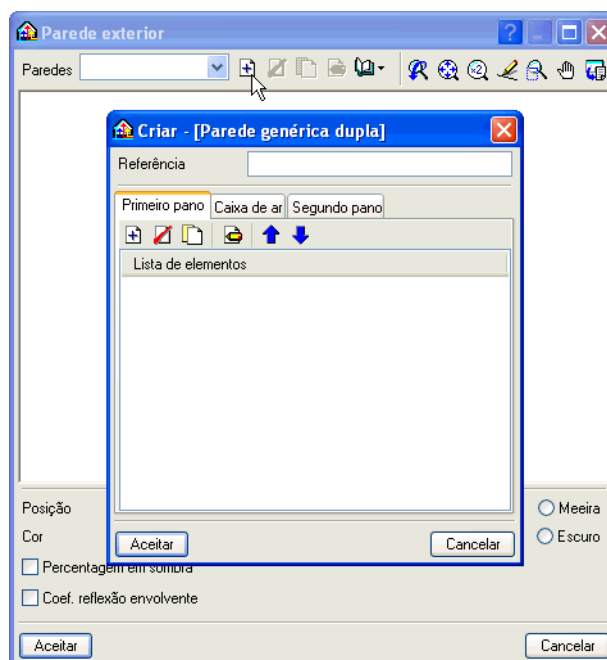 Parede exterior
?
Paredes
x2
Criar - [Parede genérica dupla]
Referência
Primeiro pano Caixa de ar Segundo pano
Lista de elementos
Aceitar Cancelar
Posição Meeira
Cor Escuro
Percentagem em sombra
Coef. reflexão envolvente
Aceitar Cancelar